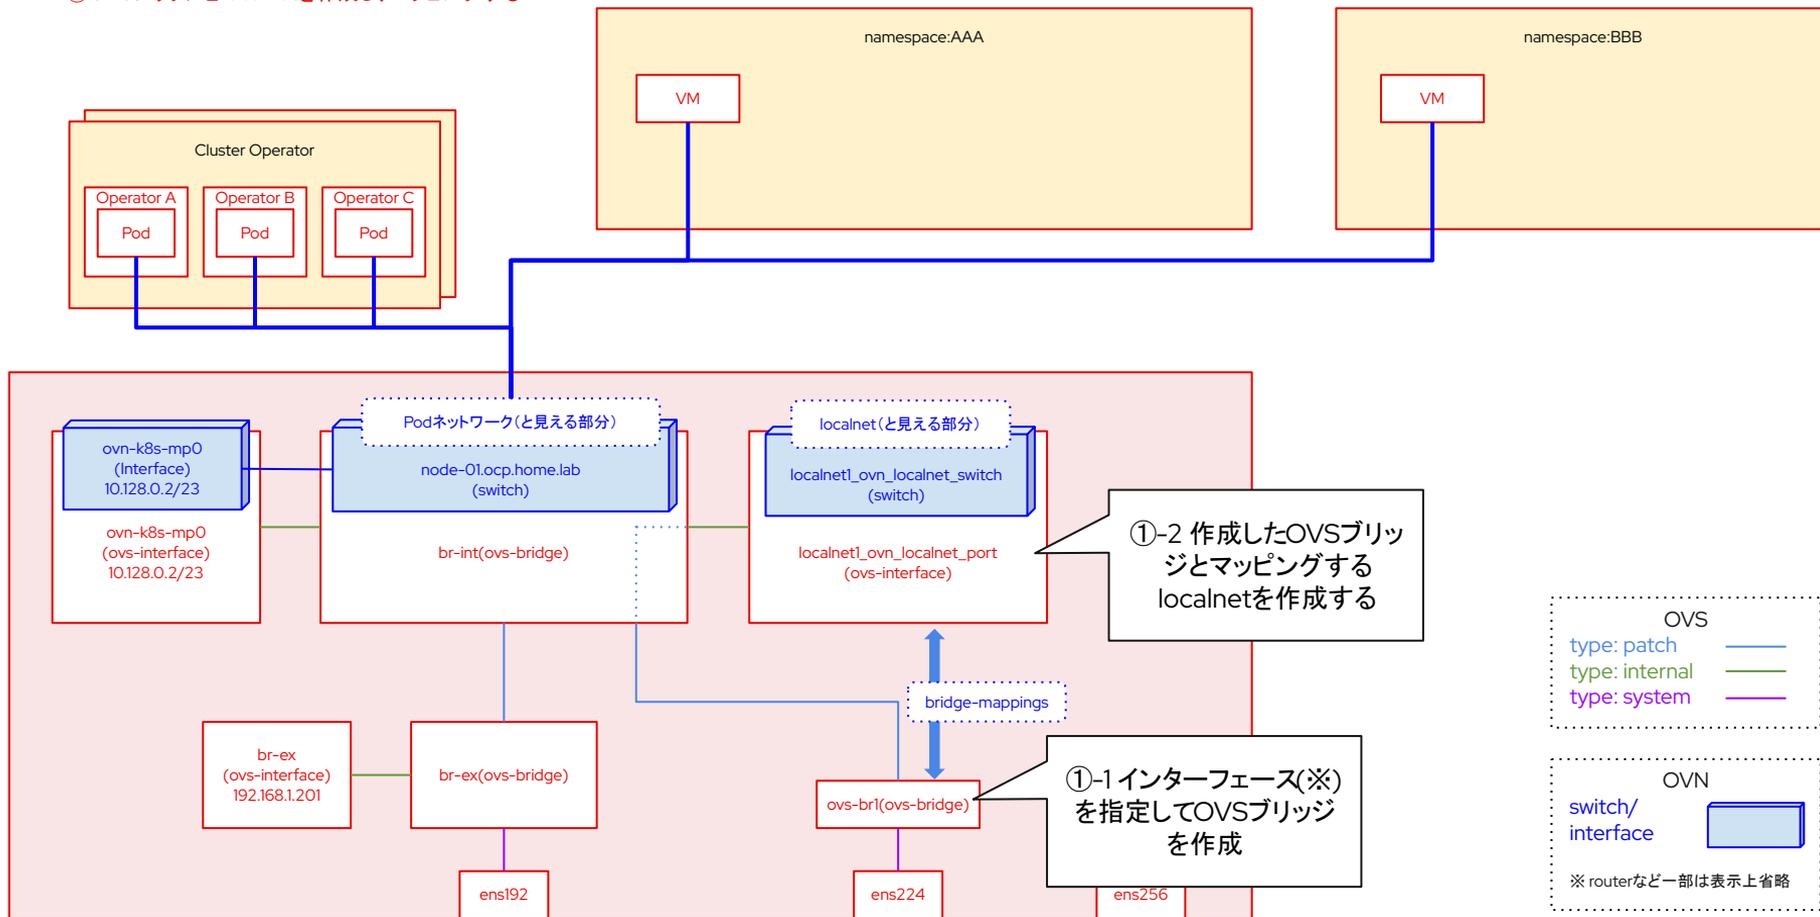 namespace:AAA
namespace:BBB
VM
VM
Cluster Operator
Operator A
Operator B
Operator C
Pod
Pod
Pod
Podネットワーク(と見える部分)
localnet(と見える部分)
ovn-k8s-mp0
(Interface)
10.128.0.2/23
node-01.ocp.home.lab
(switch)
localnet1_ovn_localnet_switch
(switch)
ovn-k8s-mp0
(ovs-interface)
10.128.0.2/23
br-int(ovs-bridge)
localnet1_ovn_localnet_port
(ovs-interface)
①-2 作成したOVSブリッ
ジとマッピングする
localnetを作成する
OVS
type: patch
type: internal
type: system
bridge-mappings
br-ex
(ovs-interface)
192.168.1.201
br-ex(ovs-bridge)
ovs-br1(ovs-bridge)
①-1 インターフェース(※)
を指定してOVSブリッジ
を作成
OVN
switch/
interface
※ routerなど一部は表示上省略
ens192
ens224
ens256